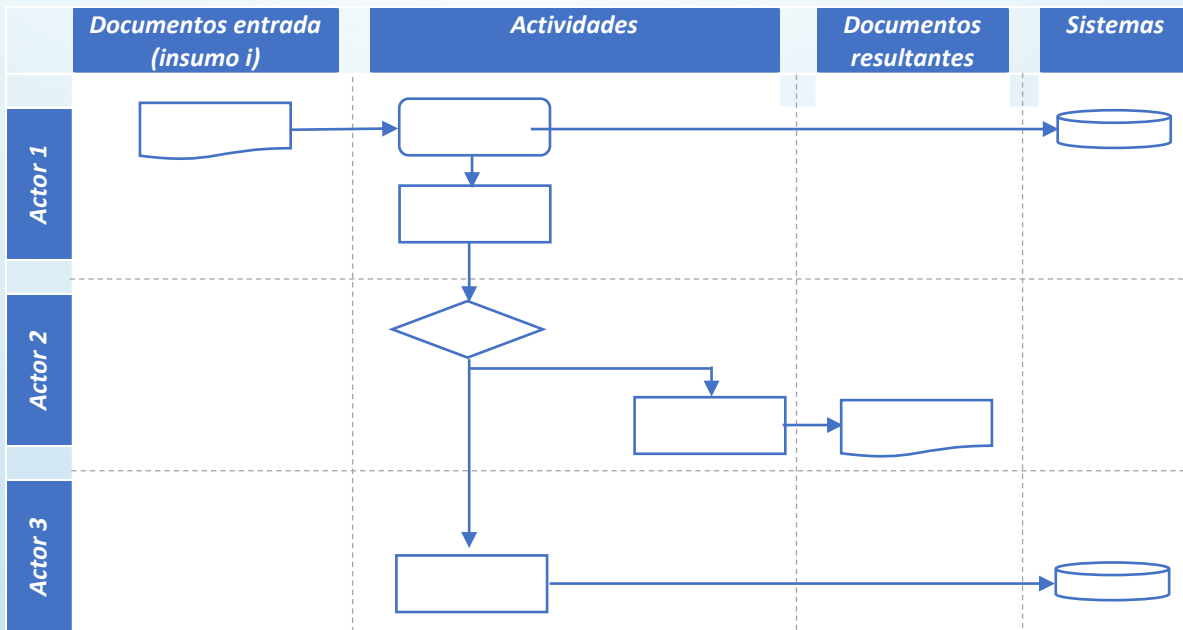 Documentos entrada
(insumo i)
Actividades
Documentos
resultantes
Sistemas
Actor 1
Actor 2
Actor 3